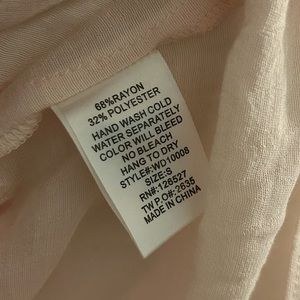 68%RAYON
32% POLYESTER
HAND WASH COLD
WATER SEPARATELY
COLOR WILL BLEED
NO BLEACH
HANG TO DRY
STYLE#:WD10008
SIZE:S
RN#:128527
TW P.O#:2635
MADE IN CHINA